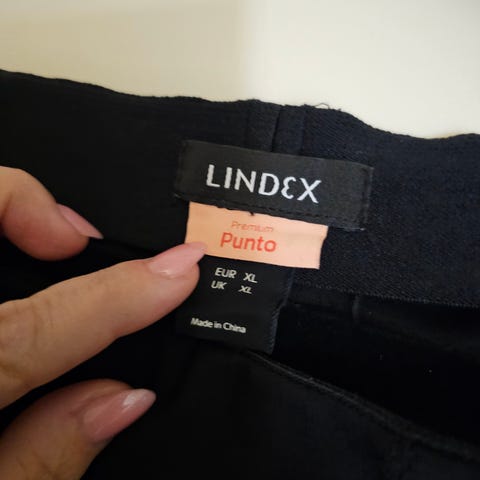 LINDEX
Premium
Punto
EUR XL
UK XL
Made in China